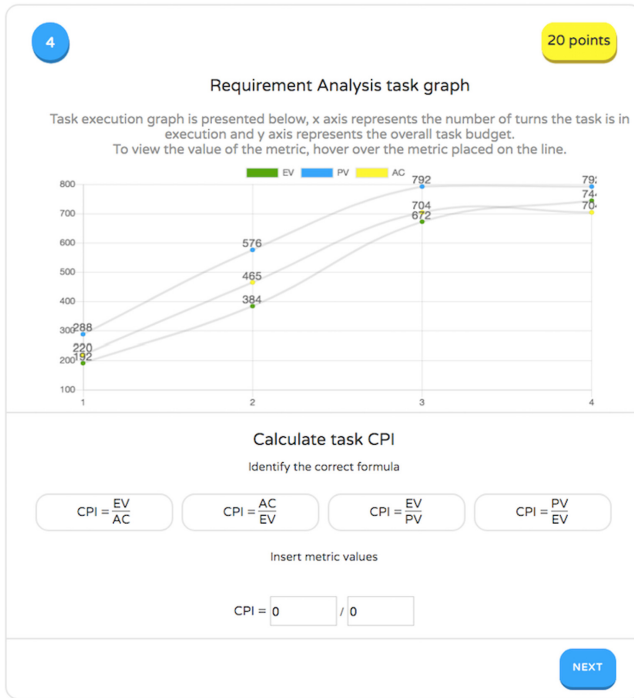 4
20 points
Requirement Analysis task graph
Task execution graph is presented below, x axis represents the number of turns the task is in
execution and y axis represents the overall task budget.
To view the value of the metric, hover over the metric placed on the line.
EV PV AC
800
700
600
500
400
300
200
100
288
220
192
576
465
384
792
704
672
1 2 3 4
Calculate task CPI
Identify the correct formula
CPI = EV / AC
CPI = AC / EV
CPI = EV / PV
CPI = PV / EV
Insert metric values
CPI = 0 / 0
NEXT